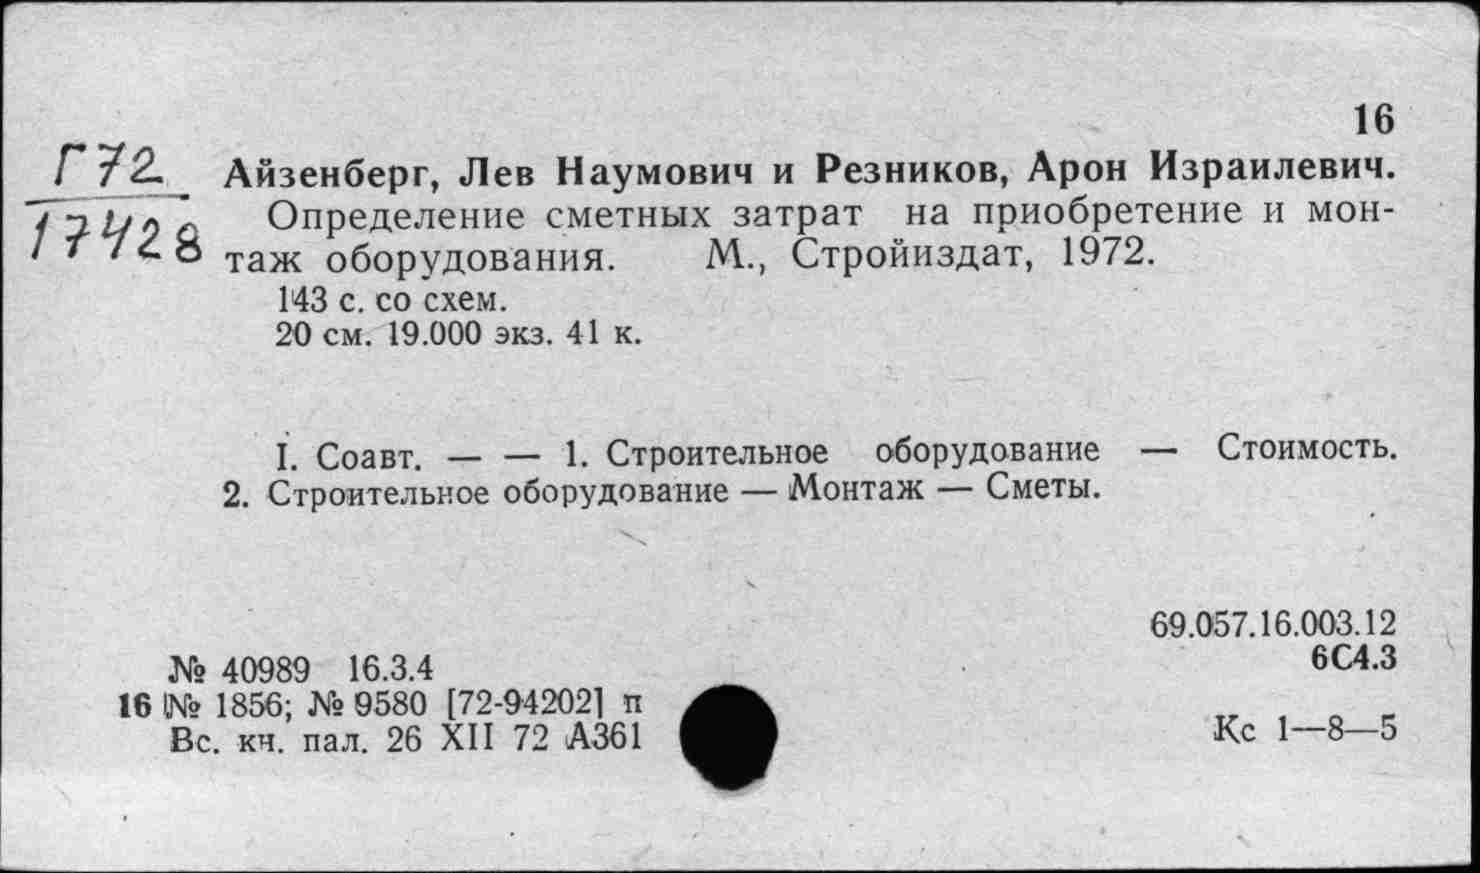 16
Г72
17428
Айзенберг, Лев Наумович и Резников, Арон Израилевич.
Определение сметных затрат на приобретение и мон-
таж оборудования. М., Стройиздат, 1972.
143 с. со схем.
20 см. 19.000 экз. 41 к.
I. Соавт. — — 1. Строительное оборудование — Стоимость.
2. Строительное оборудование — Монтаж — Сметы.
69.057.16.003.12
6С4.3
№ 40989 16.3.4
16 № 1856; № 9580 [72-94202] п
Вс. кн. пал. 26 XII 72 А361
Кс 1—8—5